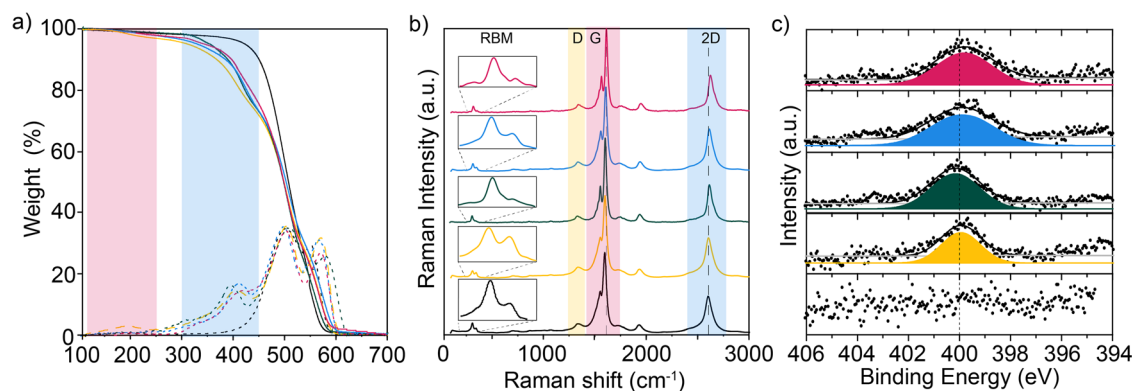 a)
Weight (%)
100
80
60
40
20
0
100 200 300 400 500 600 700
b)
Raman Intensity (a.u.)
RBM D G 2D
0 1000 2000 3000
Raman shift (cm⁻¹)
c)
Intensity (a.u.)
406 404 402 400 398 396 394
Binding Energy (eV)